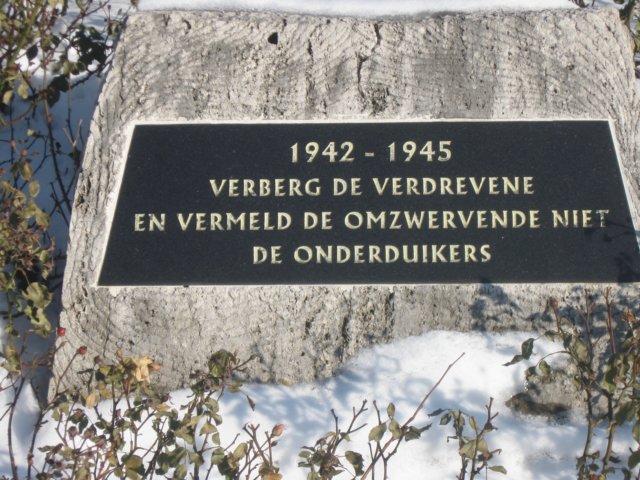 1942 - 1945
VERBERG DE VERDREVENE
EN VERMELD DE OMZWERVENDE NIET
DE ONDERDUIKERS